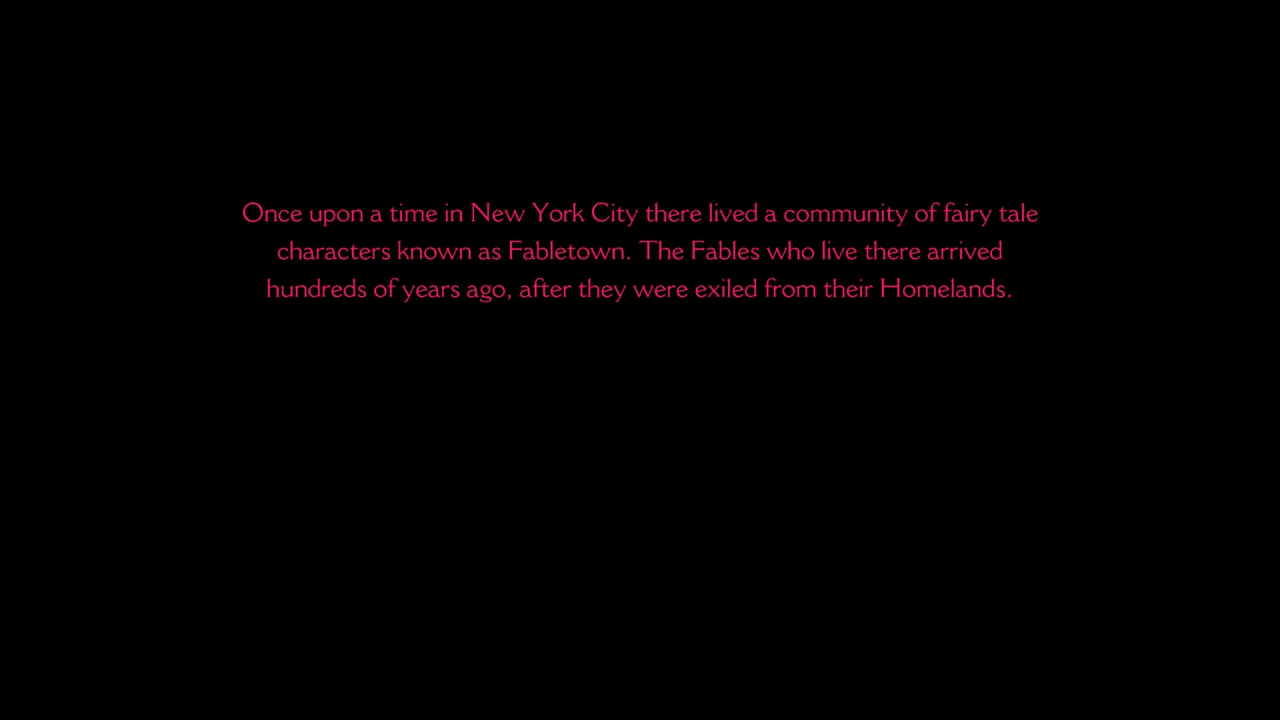 Once upon a time in New York City there lived a community of fairy tale
characters known as Fabletown. The Fables who live there arrived
hundreds of years ago, after they were exiled from their Homelands.